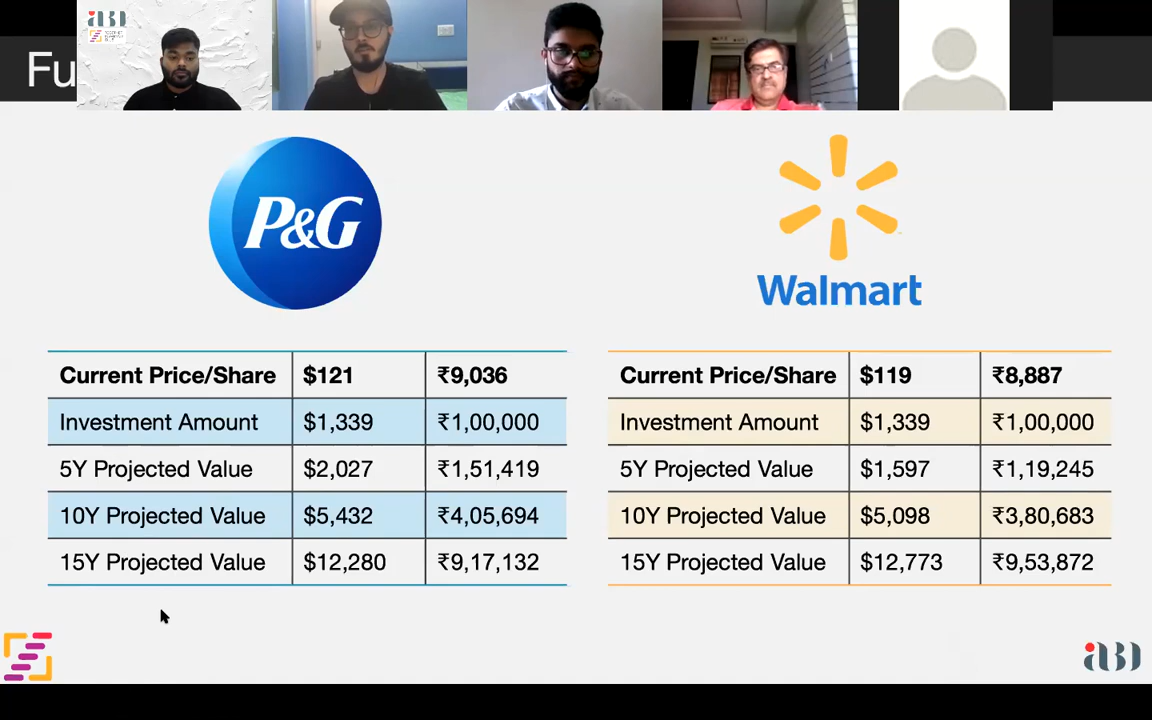 Fu
iBD
P&G
Walmart
Current Price/Share $121 ₹9,036
Investment Amount $1,339 ₹1,00,000
5Y Projected Value $2,027 ₹1,51,419
10Y Projected Value $5,432 ₹4,05,694
15Y Projected Value $12,280 ₹9,17,132
Current Price/Share $119 ₹8,887
Investment Amount $1,339 ₹1,00,000
5Y Projected Value $1,597 ₹1,19,245
10Y Projected Value $5,098 ₹3,80,683
15Y Projected Value $12,773 ₹9,53,872
iBD